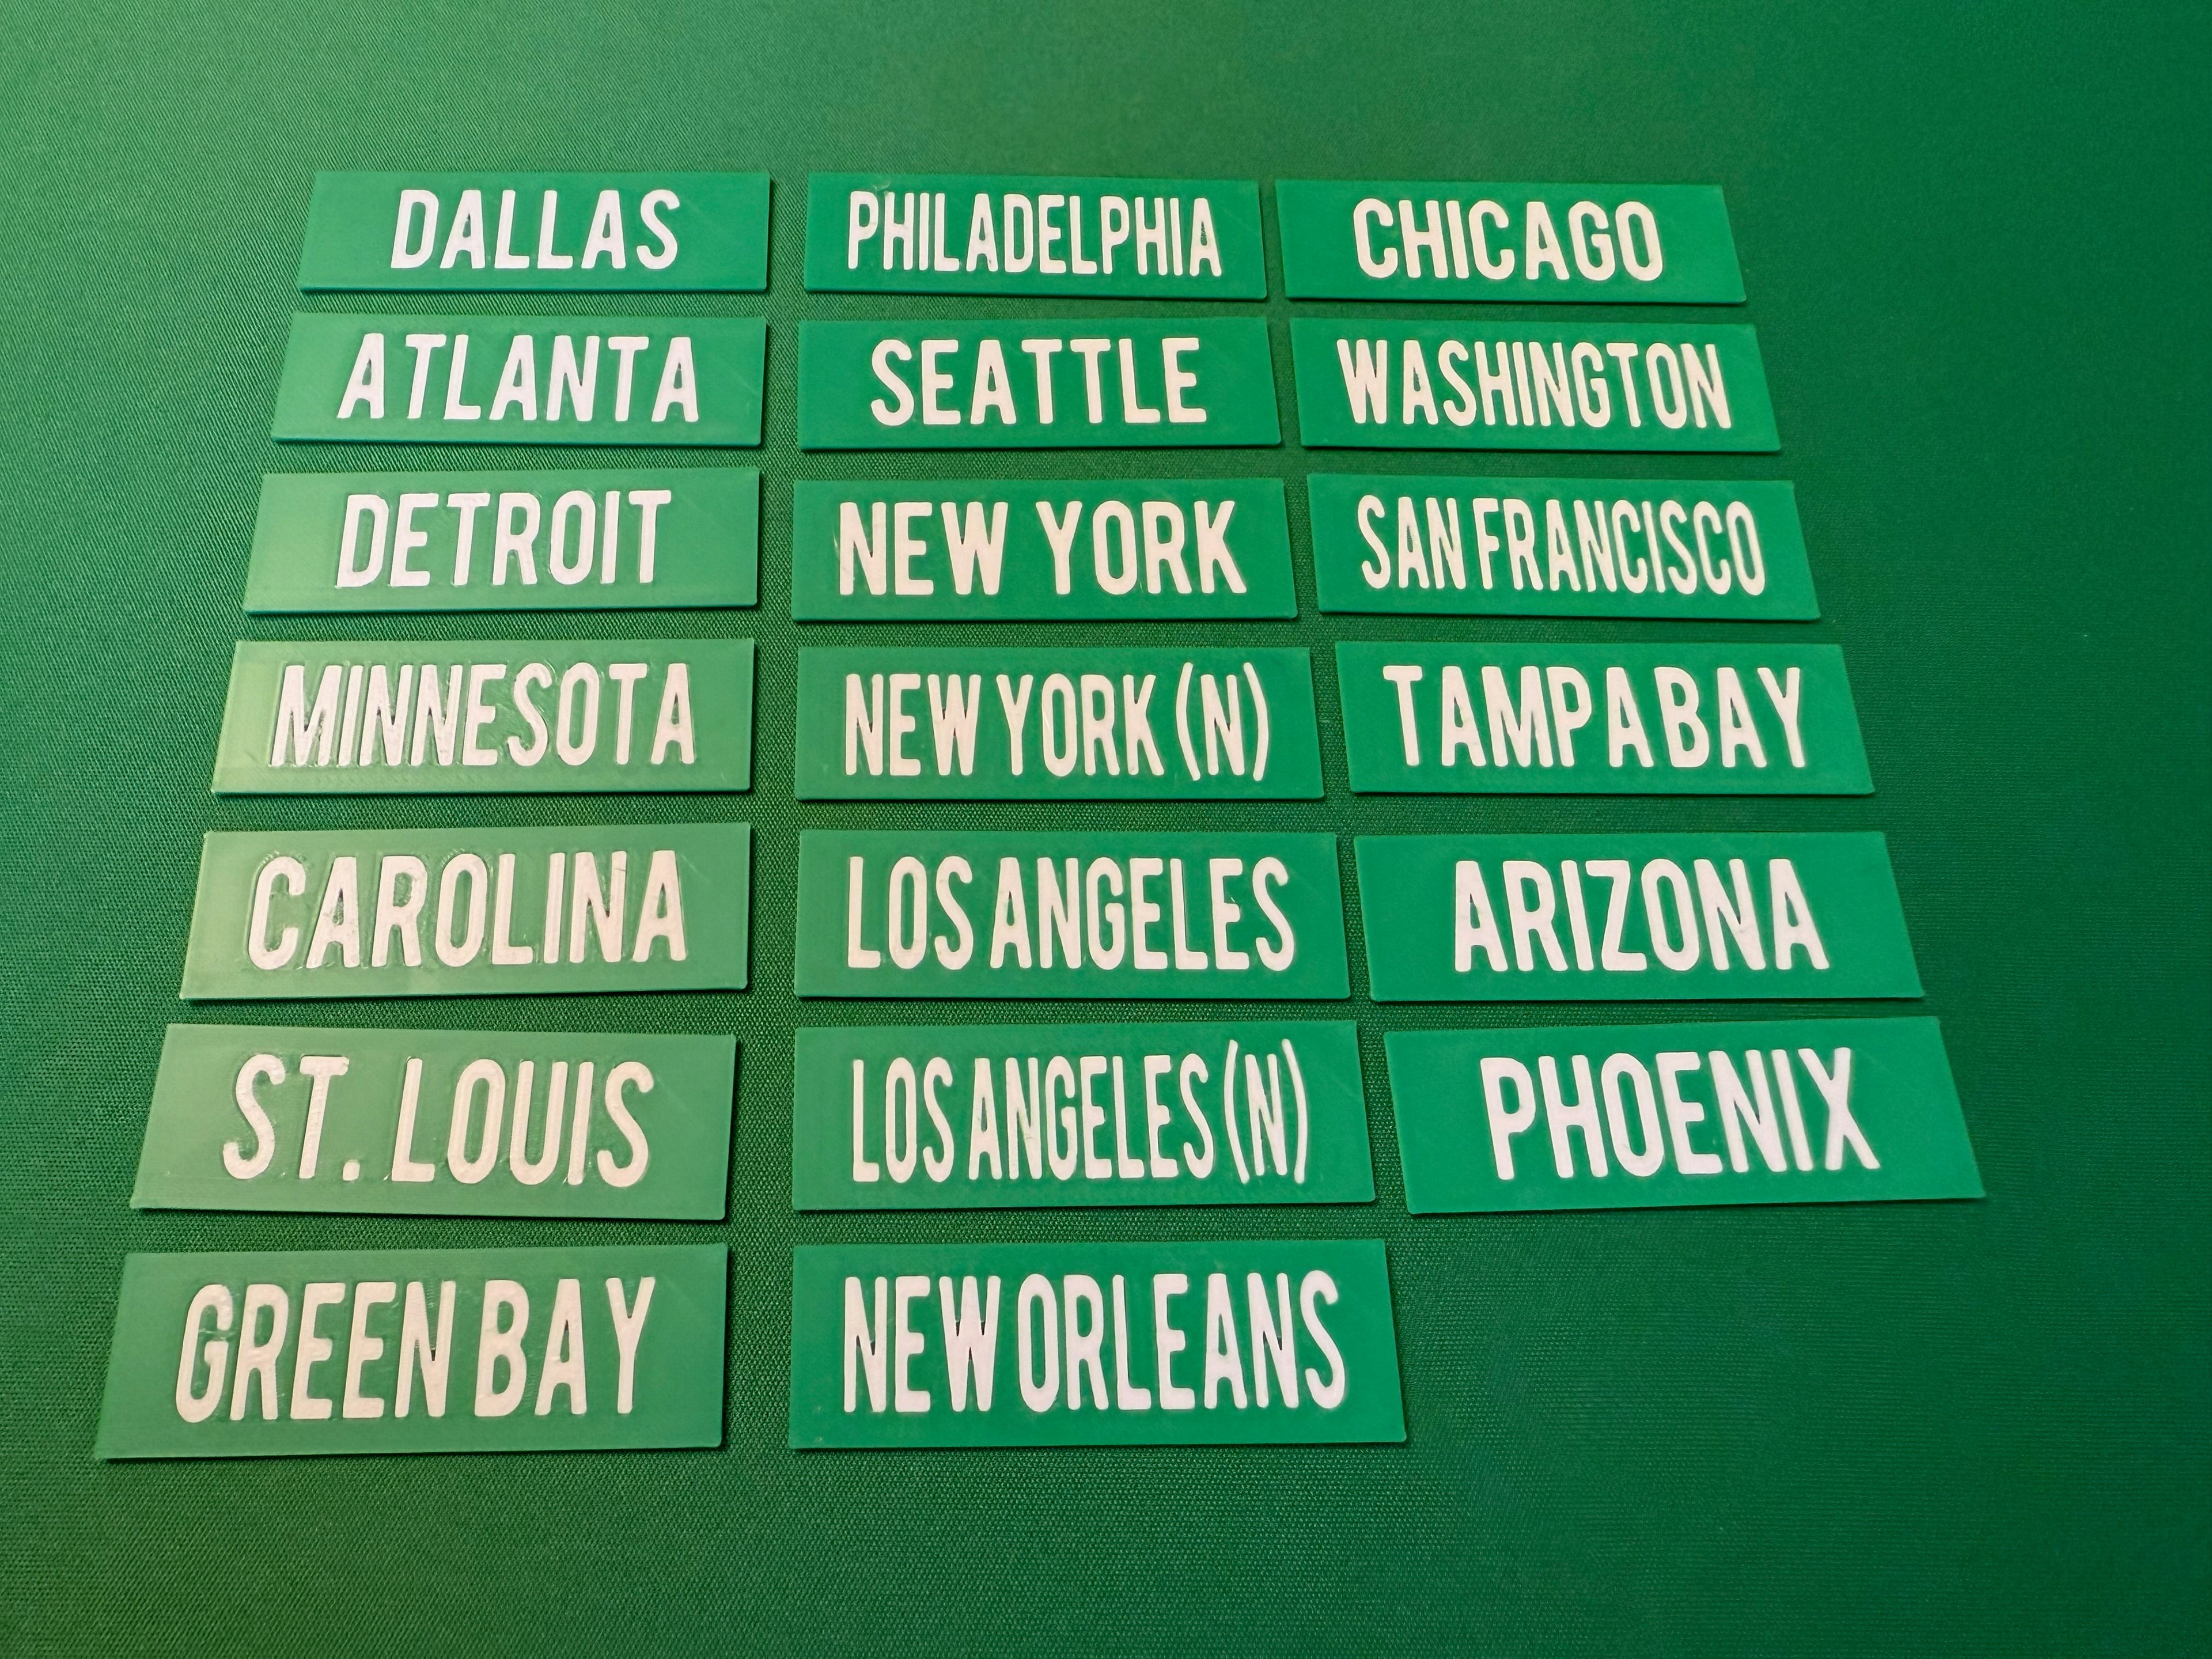 DALLAS PHILADELPHIA CHICAGO
ATLANTA SEATTLE WASHINGTON
DETROIT NEW YORK SAN FRANCISCO
MINNESOTA NEW YORK (N) TAMPA BAY
CAROLINA LOS ANGELES ARIZONA
ST. LOUIS LOS ANGELES (N) PHOENIX
GREEN BAY NEW ORLEANS